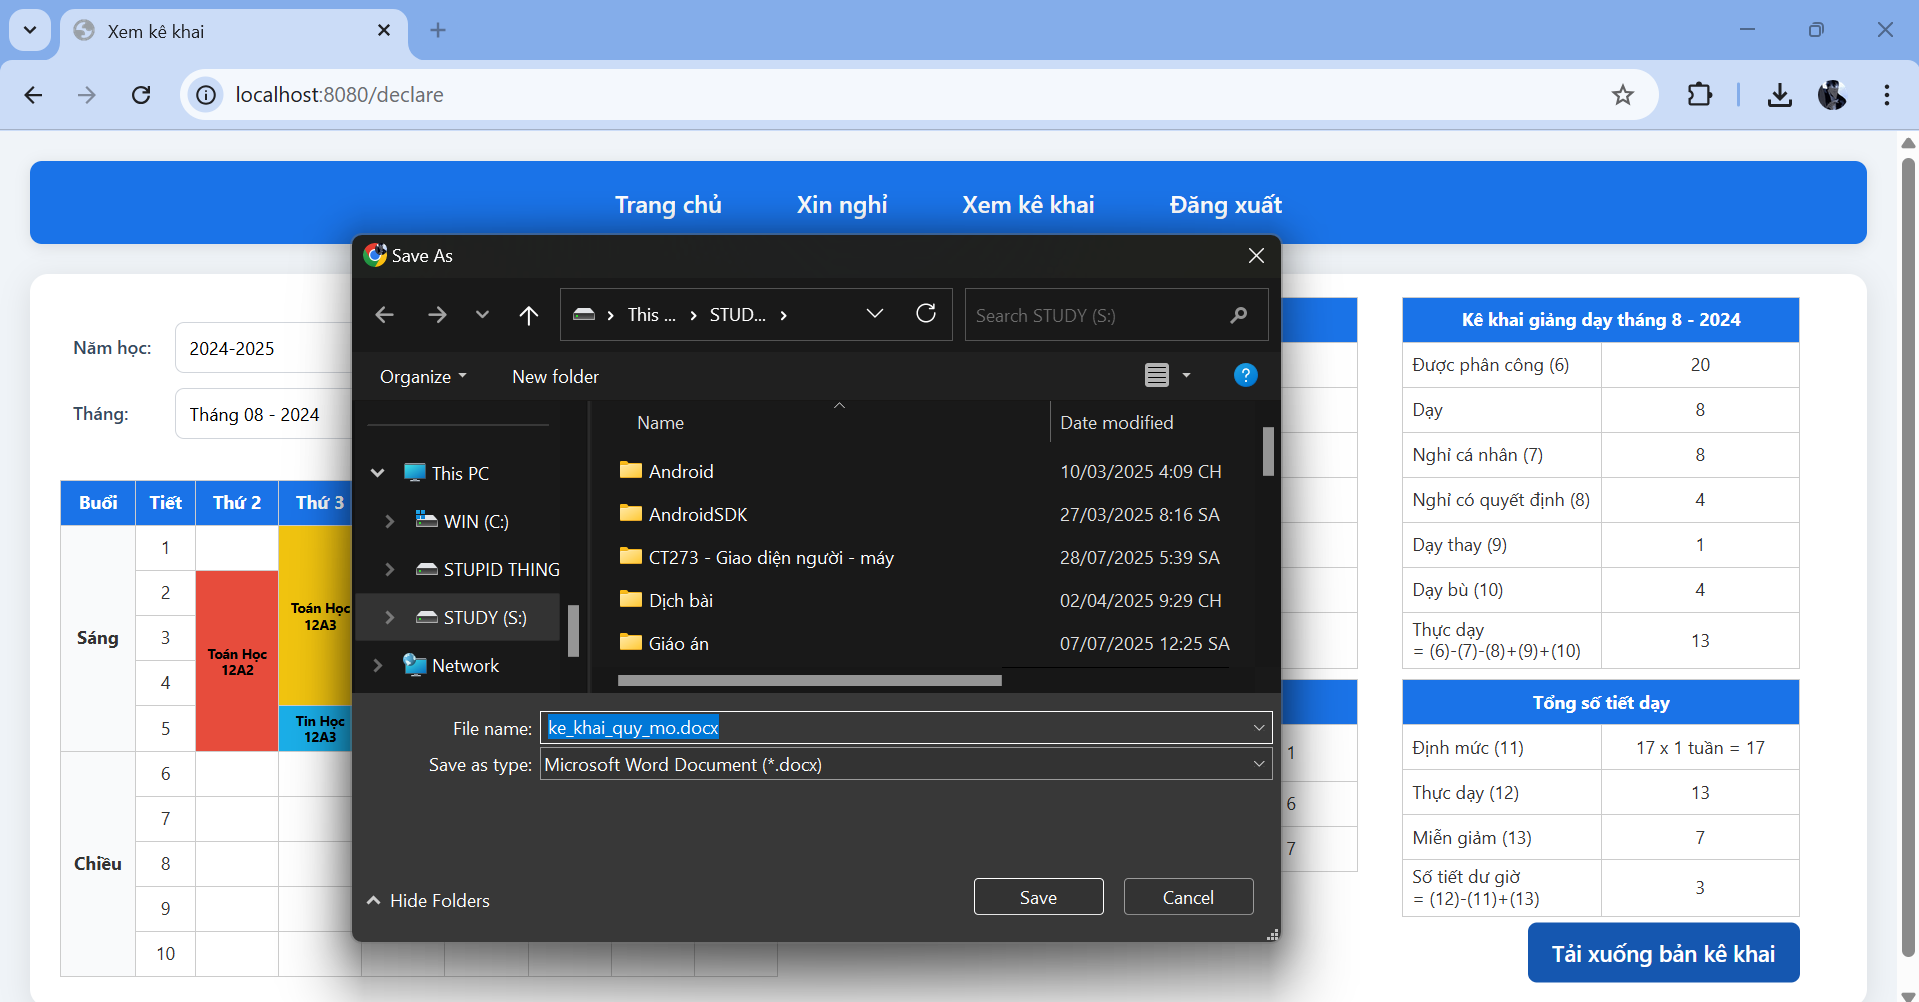 Xem kê khai
localhost:8080/declare
Trang chủ Xin nghỉ Xem kê khai Đăng xuất
Save As
This ... STUD...
Search STUDY (S:)
Organize New folder
Name Date modified
This PC
WIN (C:)
STUPID THING
STUDY (S:)
Network
Android 10/03/2025 4:09 CH
AndroidSDK 27/03/2025 8:16 SA
CT273 - Giao diện người - máy 28/07/2025 5:39 SA
Dịch bài 02/04/2025 9:29 CH
Giáo án 07/07/2025 12:25 SA
File name: ke_khai_quy_mo.docx
Save as type: Microsoft Word Document (*.docx)
Hide Folders
Save Cancel
Năm học: 2024-2025
Tháng: Tháng 08 - 2024
Buổi Tiết Thứ 2 Thứ 3
Sáng
1
2
3
4
5
Toán Học
12A2
Toán Học
12A3
Tin Học
12A3
Chiều
6
7
8
9
10
1
6
7
Kê khai giảng dạy tháng 8 - 2024
Được phân công (6) 20
Dạy 8
Nghỉ cá nhân (7) 8
Nghỉ có quyết định (8) 4
Dạy thay (9) 1
Dạy bù (10) 4
Thực dạy
= (6)-(7)-(8)+(9)+(10) 13
Tổng số tiết dạy
Định mức (11) 17 x 1 tuần = 17
Thực dạy (12) 13
Miễn giảm (13) 7
Số tiết dư giờ
= (12)-(11)+(13) 3
Tải xuống bản kê khai